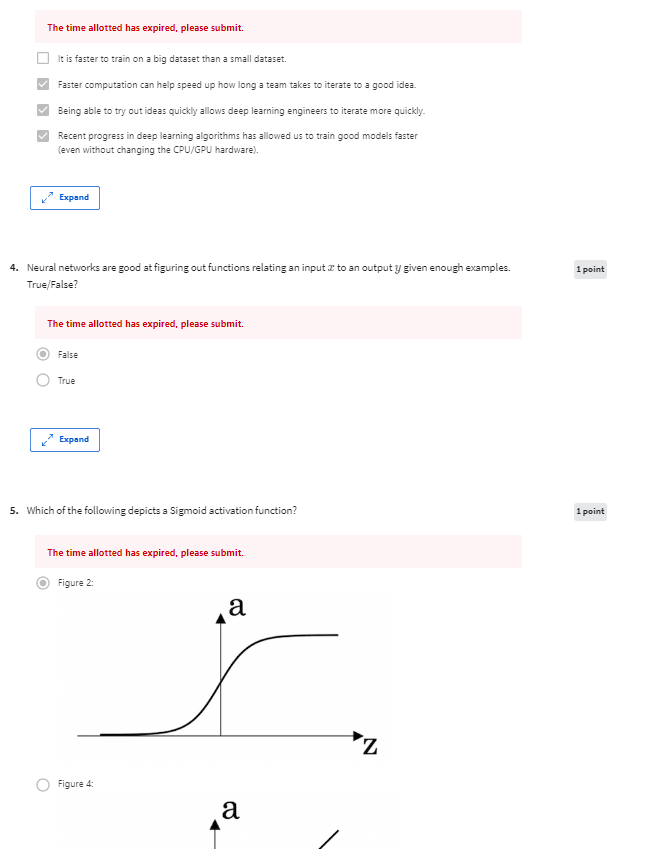 The time allotted has expired, please submit.
It is faster to train on a big dataset than a small dataset.
Faster computation can help speed up how long a team takes to iterate to a good idea.
Being able to try out ideas quickly allows deep learning engineers to iterate more quickly.
Recent progress in deep learning algorithms has allowed us to train good models faster
(even without changing the CPU/GPU hardware).
Expand
4. Neural networks are good at figuring out functions relating an input x to an output y given enough examples.
1 point
True/False?
The time allotted has expired, please submit.
False
True
Expand
5. Which of the following depicts a Sigmoid activation function?
1 point
The time allotted has expired, please submit.
Figure 2:
a
z
Figure 4:
a